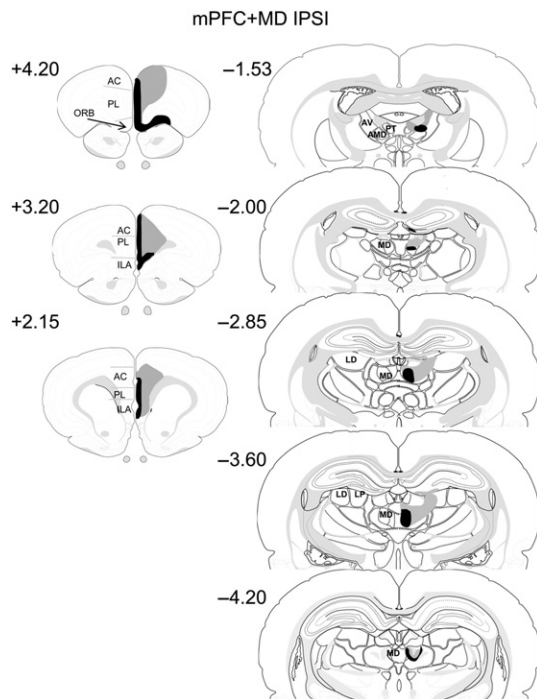 mPFC+MD IPSI
+4.20
AC
PL
ORB
+3.20
AC
PL
ILA
+2.15
AC
PL
ILA
–1.53
AV
PT
AMD
–2.00
MD
–2.85
LD
MD
–3.60
LD LP
MD
–4.20
MD